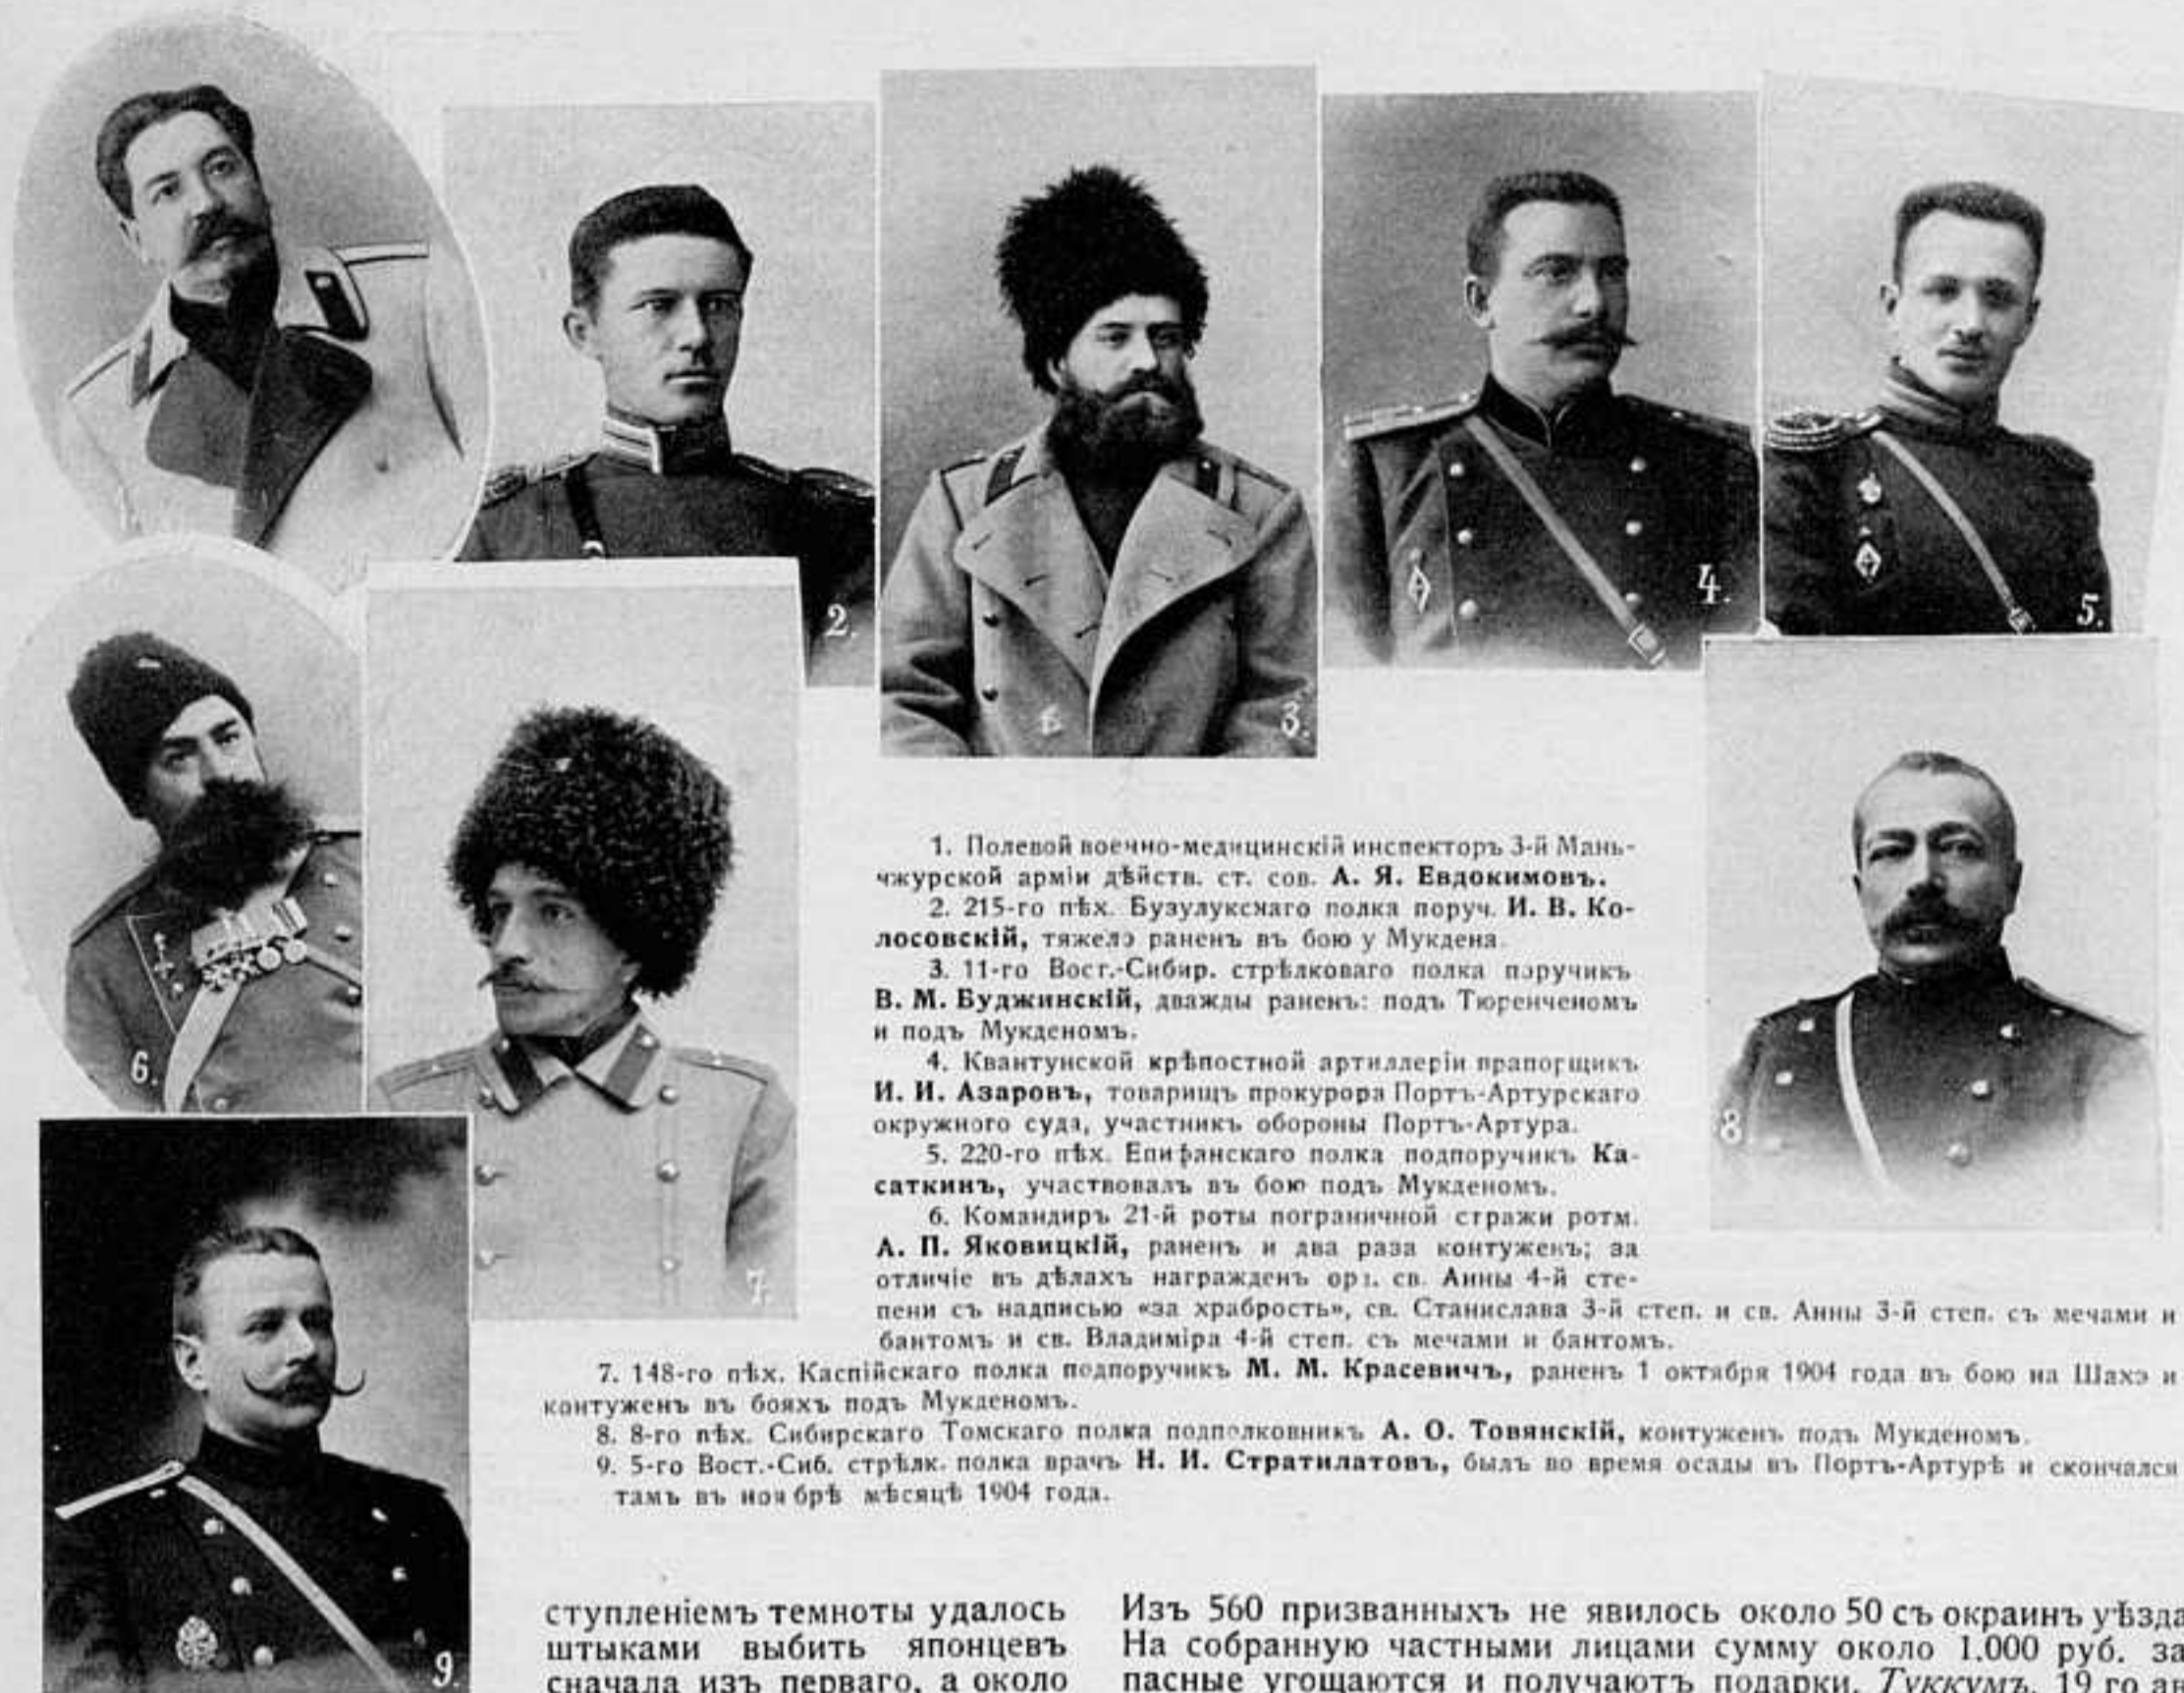 1.
2.
3.
4.
5.
6.
7.
8
9.
1. Полевой военно-медицинскій инспекторъ 3-й Мань-
чжурской арміи дѣйств. ст. сов. А. Я. Евдокимовъ.
2. 215-го пѣх. Бузулукскаго полка поруч. И. В. Ко-
лосовскій, тяжело раненъ въ бою у Мукдена.
3. 11-го Вост.-Сибир. стрѣлковаго полка поручикъ
В. М. Буджинскій, дважды раненъ: подъ Тюренченомъ
и подъ Мукденомъ.
4. Квантунской крѣпостной артиллеріи прапорщикъ
И. И. Азаровъ, товарищъ прокурора Портъ-Артурскаго
окружного суда, участникъ обороны Портъ-Артура.
5. 220-го пѣх. Епифанскаго полка подпоручикъ Ка-
саткинъ, участвовалъ въ бою подъ Мукденомъ.
6. Командиръ 21-й роты пограничной стражи ротм.
А. П. Яковицкій, раненъ и два раза контуженъ; за
отличіе въ дѣлахъ награжденъ орд. св. Анны 4-й сте-
пени съ надписью «за храбрость», св. Станислава 3-й степ. и св. Анны 3-й степ. съ мечами и
бантомъ и св. Владиміра 4-й степ. съ мечами и бантомъ.
7. 148-го пѣх. Каспійскаго полка подпоручикъ М. М. Красевичъ, раненъ 1 октября 1904 года въ бою на Шахэ и
контуженъ въ бояхъ подъ Мукденомъ.
8. 8-го пѣх. Сибирскаго Томскаго полка подполковникъ А. О. Товянскій, контуженъ подъ Мукденомъ.
9. 5-го Вост.-Сиб. стрѣлк. полка врачъ Н. И. Стратилатовъ, былъ во время осады въ Портъ-Артурѣ и скончался
тамъ въ ноябрѣ мѣсяцѣ 1904 года.
ступленіемъ темноты удалось
штыками выбить японцевъ
сначала изъ перваго, а около
Изъ 560 призванныхъ не явилось около 50 съ окраинъ уѣзда
На собранную частными лицами сумму около 1.000 руб. за
пасные угощаются и получаютъ подарки. Туккумъ, 19 го ав